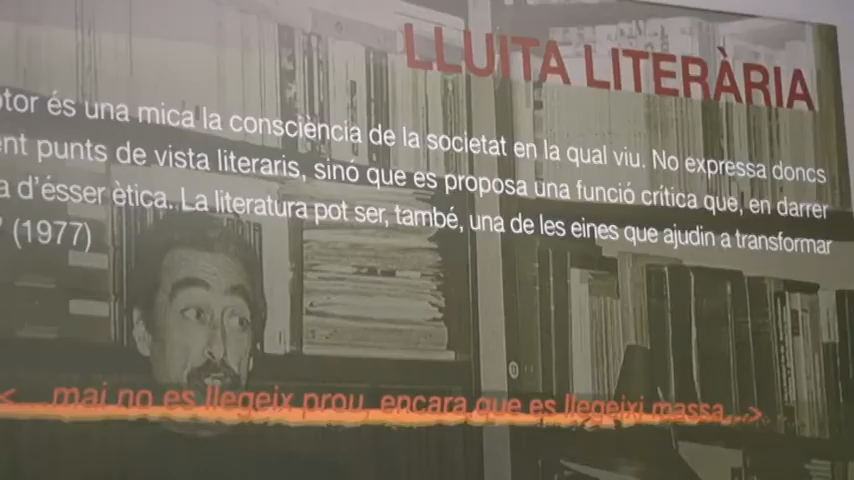 LLUITA LITERÀRIA
tor és una mica la consciència de la societat en la qual viu. No expressa doncs
nt punts de vista literaris, sinó que es proposa una funció crítica que, en darrer
a d'ésser ètica. La literatura pot ser, també, una de les eines que ajudin a transformar
(1977)
<...mai no es llegeix prou, encara que es llegeixi massa...>